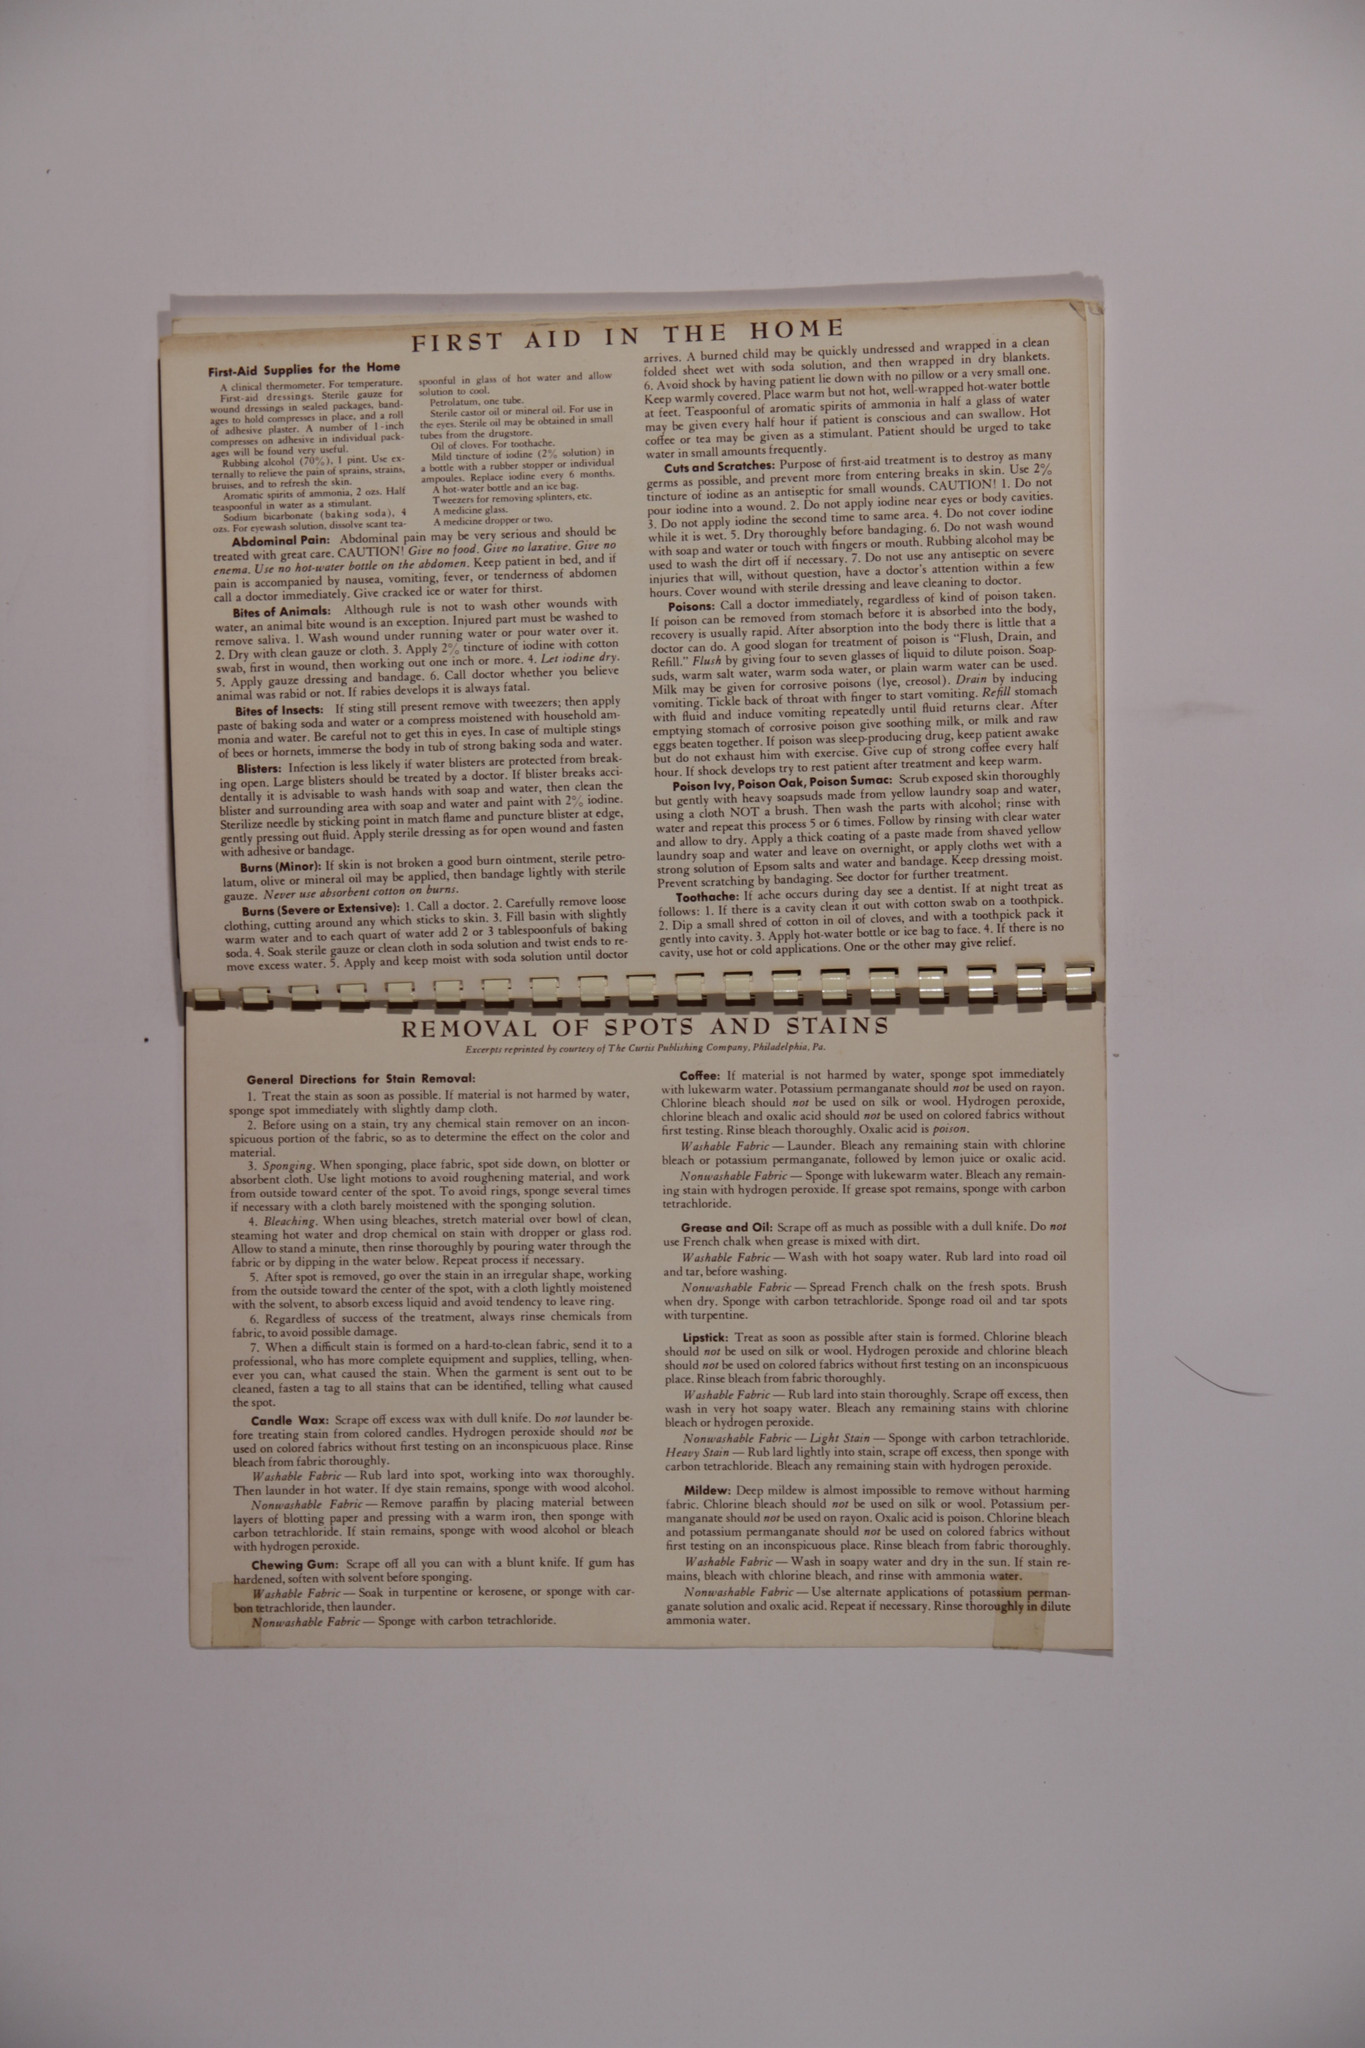 FIRST AID IN THE HOME
First-Aid Supplies for the Home
A clinical thermometer. For temperature.
First-aid dressings. Sterile gauze for
wound dressings in sealed packages, band-
ages to hold compresses in place, and a roll
of adhesive plaster. A number of 1-inch
compresses on adhesive in individual pack-
ages will be found very useful.
Rubbing alcohol (70%), 1 pint. Use ex-
ternally to relieve the pain of sprains, strains,
bruises, and to refresh the skin.
Aromatic spirits of ammonia, 2 ozs. Half
teaspoonful in water as a stimulant.
Sodium bicarbonate (baking soda), 4
ozs. For eyewash solution, dissolve scant tea-
spoonful in glass of hot water and allow
solution to cool.
Petrolatum, one tube.
Sterile castor oil or mineral oil. For use in
the eyes. Sterile oil may be obtained in small
tubes from the drugstore.
Oil of cloves. For toothache.
Mild tincture of iodine (2% solution) in
a bottle with a rubber stopper or individual
ampoules. Replace iodine every 6 months.
A hot-water bottle and an ice bag.
Tweezers for removing splinters, etc.
A medicine glass.
A medicine dropper or two.
Abdominal Pain: Abdominal pain may be very serious and should be
treated with great care. CAUTION! Give no food. Give no laxative. Give no
enema. Use no hot-water bottle on the abdomen. Keep patient in bed, and if
pain is accompanied by nausea, vomiting, fever, or tenderness of abdomen
call a doctor immediately. Give cracked ice or water for thirst.
Bites of Animals: Although rule is not to wash other wounds with
water, an animal bite wound is an exception. Injured part must be washed to
remove saliva. 1. Wash wound under running water or pour water over it.
2. Dry with clean gauze or cloth. 3. Apply 2% tincture of iodine with cotton
swab, first in wound, then working out one inch or more. 4. Let iodine dry.
5. Apply gauze dressing and bandage. 6. Call doctor whether you believe
animal was rabid or not. If rabies develops it is always fatal.
Bites of Insects: If sting still present remove with tweezers; then apply
paste of baking soda and water or a compress moistened with household am-
monia and water. Be careful not to get this in eyes. In case of multiple stings
of bees or hornets, immerse the body in tub of strong baking soda and water.
Blisters: Infection is less likely if water blisters are protected from break-
ing open. Large blisters should be treated by a doctor. If blister breaks acci-
dentally it is advisable to wash hands with soap and water, then clean the
blister and surrounding area with soap and water and paint with 2% iodine.
Sterilize needle by sticking point in match flame and puncture blister at edge,
gently pressing out fluid. Apply sterile dressing as for open wound and fasten
with adhesive or bandage.
Burns (Minor): If skin is not broken a good burn ointment, sterile petro-
latum, olive or mineral oil may be applied, then bandage lightly with sterile
gauze. Never use absorbent cotton on burns.
Burns (Severe or Extensive): 1. Call a doctor. 2. Carefully remove loose
clothing, cutting around any which sticks to skin. 3. Fill basin with slightly
warm water and to each quart of water add 2 or 3 tablespoonfuls of baking
soda. 4. Soak sterile gauze or clean cloth in soda solution and twist ends to re-
move excess water. 5. Apply and keep moist with soda solution until doctor
arrives. A burned child may be quickly undressed and wrapped in a clean
folded sheet wet with soda solution, and then wrapped in dry blankets.
6. Avoid shock by having patient lie down with no pillow or a very small one.
Keep warmly covered. Place warm but not hot, well-wrapped hot-water bottle
at feet. Teaspoonful of aromatic spirits of ammonia in half a glass of water
may be given every half hour if patient is conscious and can swallow. Hot
coffee or tea may be given as a stimulant. Patient should be urged to take
water in small amounts frequently.
Cuts and Scratches: Purpose of first-aid treatment is to destroy as many
germs as possible, and prevent more from entering breaks in skin. Use 2%
tincture of iodine as an antiseptic for small wounds. CAUTION! 1. Do not
pour iodine into a wound. 2. Do not apply iodine near eyes or body cavities.
3. Do not apply iodine the second time to same area. 4. Do not cover iodine
while it is wet. 5. Dry thoroughly before bandaging. 6. Do not wash wound
with soap and water or touch with fingers or mouth. Rubbing alcohol may be
used to wash the dirt off if necessary. 7. Do not use any antiseptic on severe
injuries that will, without question, have a doctor's attention within a few
hours. Cover wound with sterile dressing and leave cleaning to doctor.
Poisons: Call a doctor immediately, regardless of kind of poison taken.
If poison can be removed from stomach before it is absorbed into the body,
recovery is usually rapid. After absorption into the body there is little that a
doctor can do. A good slogan for treatment of poison is "Flush, Drain, and
Refill." Flush by giving four to seven glasses of liquid to dilute poison. Soap-
suds, warm salt water, warm soda water, or plain warm water can be used.
Milk may be given for corrosive poisons (lye, creosol). Drain by inducing
vomiting. Tickle back of throat with finger to start vomiting. Refill stomach
with fluid and induce vomiting repeatedly until fluid returns clear. After
emptying stomach of corrosive poison give soothing milk, or milk and raw
eggs beaten together. If poison was sleep-producing drug, keep patient awake
but do not exhaust him with exercise. Give cup of strong coffee every half
hour. If shock develops try to rest patient after treatment and keep warm.
Poison Ivy, Poison Oak, Poison Sumac: Scrub exposed skin thoroughly
but gently with heavy soapsuds made from yellow laundry soap and water,
using a cloth NOT a brush. Then wash the parts with alcohol; rinse with
water and repeat this process 5 or 6 times. Follow by rinsing with clear water
and allow to dry. Apply a thick coating of a paste made from shaved yellow
laundry soap and water and leave on overnight, or apply cloths wet with a
strong solution of Epsom salts and water and bandage. Keep dressing moist.
Prevent scratching by bandaging. See doctor for further treatment.
Toothache: If ache occurs during day see a dentist. If at night treat as
follows: 1. If there is a cavity clean it out with cotton swab on a toothpick.
2. Dip a small shred of cotton in oil of cloves, and with a toothpick pack it
gently into cavity. 3. Apply hot-water bottle or ice bag to face. 4. If there is no
cavity, use hot or cold applications. One or the other may give relief.
REMOVAL OF SPOTS AND STAINS
Excerpts reprinted by courtesy of The Curtis Publishing Company, Philadelphia, Pa.
General Directions for Stain Removal:
1. Treat the stain as soon as possible. If material is not harmed by water,
sponge spot immediately with slightly damp cloth.
2. Before using on a stain, try any chemical stain remover on an incon-
spicuous portion of the fabric, so as to determine the effect on the color and
material.
3. Sponging. When sponging, place fabric, spot side down, on blotter or
absorbent cloth. Use light motions to avoid roughening material, and work
from outside toward center of the spot. To avoid rings, sponge several times
if necessary with a cloth barely moistened with the sponging solution.
4. Bleaching. When using bleaches, stretch material over bowl of clean,
steaming hot water and drop chemical on stain with dropper or glass rod.
Allow to stand a minute, then rinse thoroughly by pouring water through the
fabric or by dipping in the water below. Repeat process if necessary.
5. After spot is removed, go over the stain in an irregular shape, working
from the outside toward the center of the spot, with a cloth lightly moistened
with the solvent, to absorb excess liquid and avoid tendency to leave ring.
6. Regardless of success of the treatment, always rinse chemicals from
fabric, to avoid possible damage.
7. When a difficult stain is formed on a hard-to-clean fabric, send it to a
professional, who has more complete equipment and supplies, telling, when-
ever you can, what caused the stain. When the garment is sent out to be
cleaned, fasten a tag to all stains that can be identified, telling what caused
the spot.
Candle Wax: Scrape off excess wax with dull knife. Do not launder be-
fore treating stain from colored candles. Hydrogen peroxide should not be
used on colored fabrics without first testing on an inconspicuous place. Rinse
bleach from fabric thoroughly.
Washable Fabric — Rub lard into spot, working into wax thoroughly.
Then launder in hot water. If dye stain remains, sponge with wood alcohol.
Nonwashable Fabric — Remove paraffin by placing material between
layers of blotting paper and pressing with a warm iron, then sponge with
carbon tetrachloride. If stain remains, sponge with wood alcohol or bleach
with hydrogen peroxide.
Chewing Gum: Scrape off all you can with a blunt knife. If gum has
hardened, soften with solvent before sponging.
Washable Fabric — Soak in turpentine or kerosene, or sponge with car-
bon tetrachloride, then launder.
Nonwashable Fabric — Sponge with carbon tetrachloride.
Coffee: If material is not harmed by water, sponge spot immediately
with lukewarm water. Potassium permanganate should not be used on rayon.
Chlorine bleach should not be used on silk or wool. Hydrogen peroxide,
chlorine bleach and oxalic acid should not be used on colored fabrics without
first testing. Rinse bleach thoroughly. Oxalic acid is poison.
Washable Fabric — Launder. Bleach any remaining stain with chlorine
bleach or potassium permanganate, followed by lemon juice or oxalic acid.
Nonwashable Fabric — Sponge with lukewarm water. Bleach any remain-
ing stain with hydrogen peroxide. If grease spot remains, sponge with carbon
tetrachloride.
Grease and Oil: Scrape off as much as possible with a dull knife. Do not
use French chalk when grease is mixed with dirt.
Washable Fabric — Wash with hot soapy water. Rub lard into road oil
and tar, before washing.
Nonwashable Fabric — Spread French chalk on the fresh spots. Brush
when dry. Sponge with carbon tetrachloride. Sponge road oil and tar spots
with turpentine.
Lipstick: Treat as soon as possible after stain is formed. Chlorine bleach
should not be used on silk or wool. Hydrogen peroxide and chlorine bleach
should not be used on colored fabrics without first testing on an inconspicuous
place. Rinse bleach from fabric thoroughly.
Washable Fabric — Rub lard into stain thoroughly. Scrape off excess, then
wash in very hot soapy water. Bleach any remaining stains with chlorine
bleach or hydrogen peroxide.
Nonwashable Fabric — Light Stain — Sponge with carbon tetrachloride.
Heavy Stain — Rub lard lightly into stain, scrape off excess, then sponge with
carbon tetrachloride. Bleach any remaining stain with hydrogen peroxide.
Mildew: Deep mildew is almost impossible to remove without harming
fabric. Chlorine bleach should not be used on silk or wool. Potassium per-
manganate should not be used on rayon. Oxalic acid is poison. Chlorine bleach
and potassium permanganate should not be used on colored fabrics without
first testing on an inconspicuous place. Rinse bleach from fabric thoroughly.
Washable Fabric — Wash in soapy water and dry in the sun. If stain re-
mains, bleach with chlorine bleach, and rinse with ammonia water.
Nonwashable Fabric — Use alternate applications of potassium perman-
ganate solution and oxalic acid. Repeat if necessary. Rinse thoroughly in dilute
ammonia water.